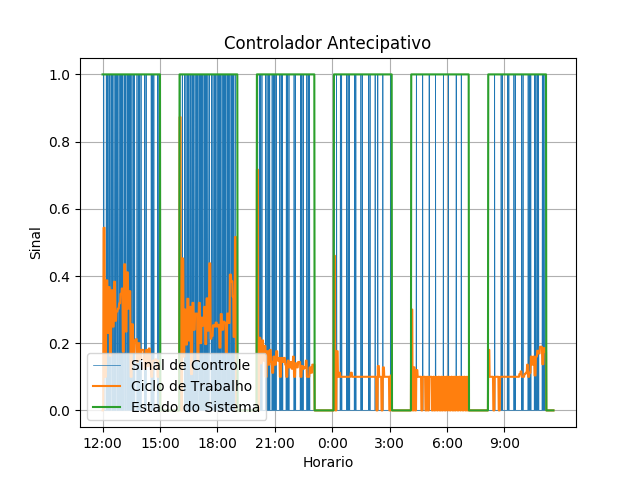 Controlador Antecipativo
Sinal
1.0
0.8
0.6
0.4
0.2
0.0
Sinal de Controle
Ciclo de Trabalho
Estado do Sistema
12:00 15:00 18:00 21:00 0:00 3:00 6:00 9:00
Horario